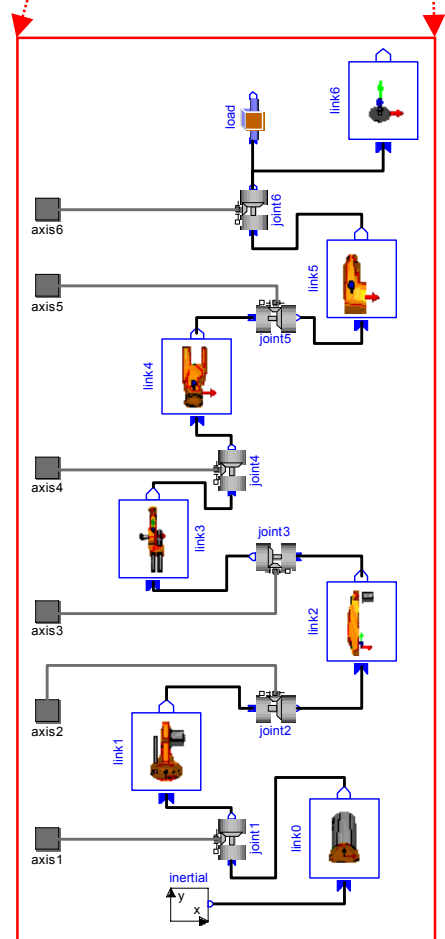 link6
load
axis6
joint6
axis5
link5
joint5
link4
axis4
joint4
link3
joint3
axis3
link2
axis2
link1
joint2
axis1
joint1
link0
inertial
y
x